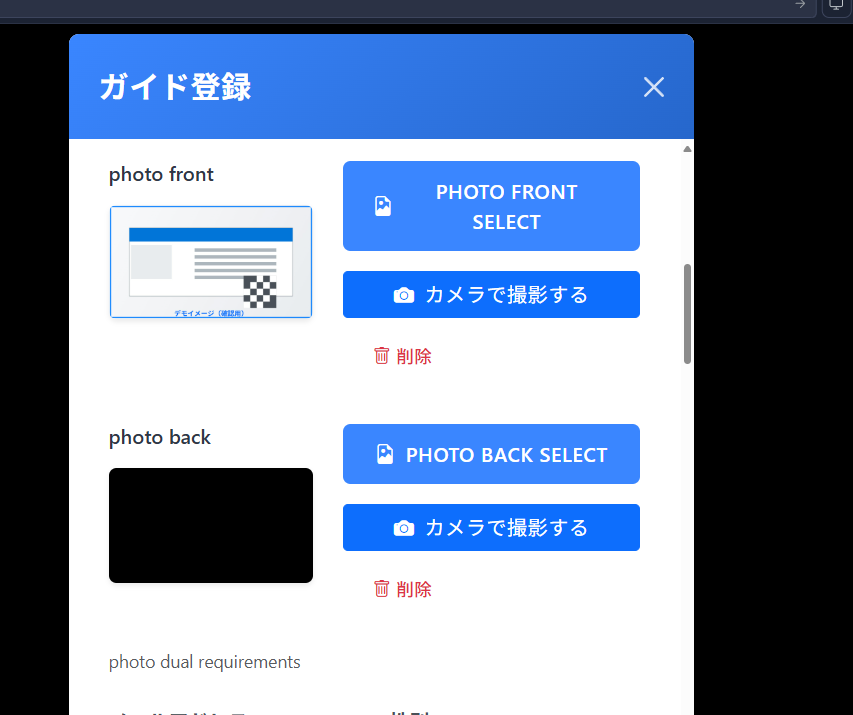 ガイド登録
photo front
PHOTO FRONT
SELECT
デモイメージ（確認用）
カメラで撮影する
削除
photo back
PHOTO BACK SELECT
カメラで撮影する
削除
photo dual requirements